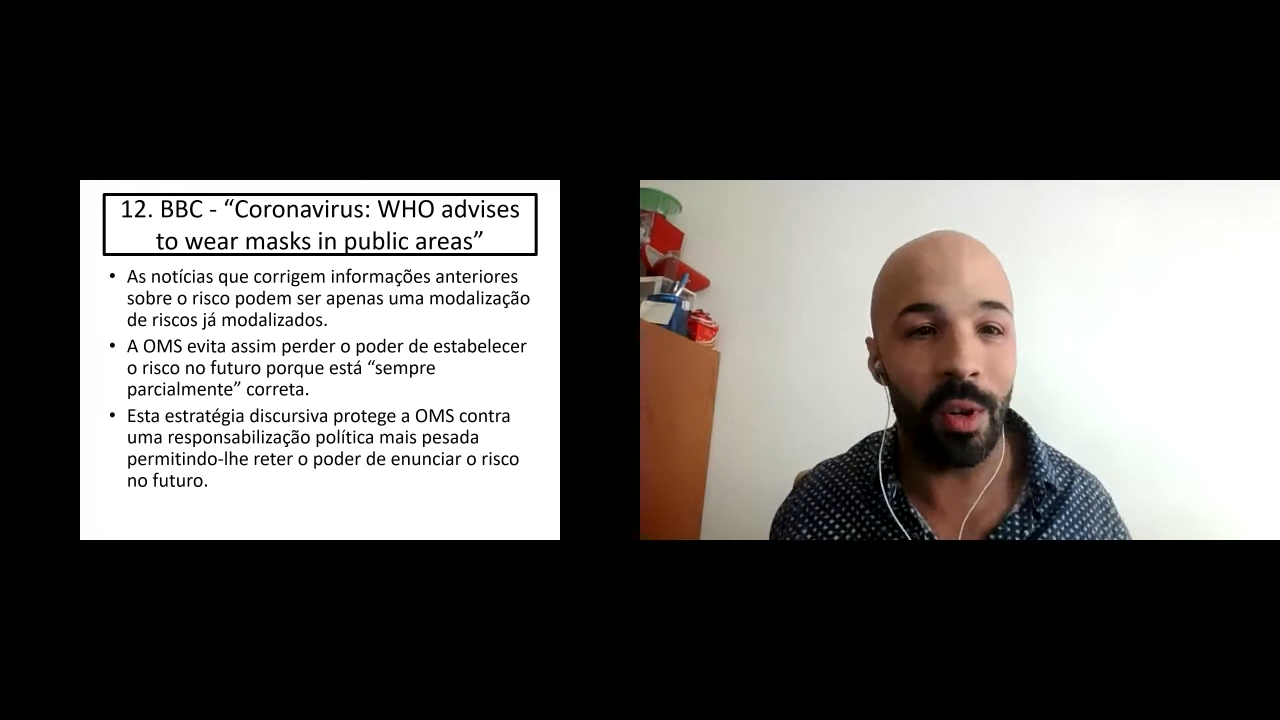 12. BBC - “Coronavirus: WHO advises
to wear masks in public areas”
• As notícias que corrigem informações anteriores
sobre o risco podem ser apenas uma modalização
de riscos já modalizados.
• A OMS evita assim perder o poder de estabelecer
o risco no futuro porque está “sempre
parcialmente” correta.
• Esta estratégia discursiva protege a OMS contra
uma responsabilização política mais pesada
permitindo-lhe reter o poder de enunciar o risco
no futuro.